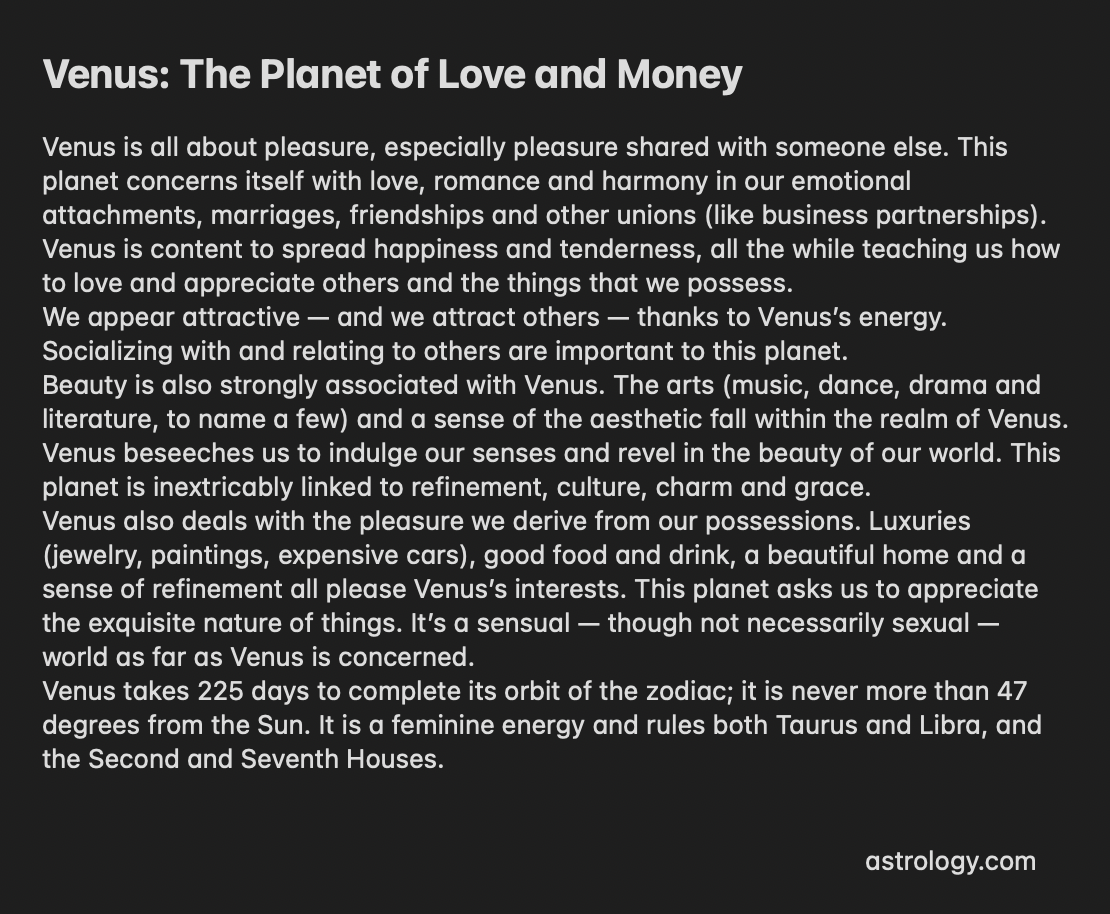 Venus: The Planet of Love and Money
Venus is all about pleasure, especially pleasure shared with someone else. This
planet concerns itself with love, romance and harmony in our emotional
attachments, marriages, friendships and other unions (like business partnerships).
Venus is content to spread happiness and tenderness, all the while teaching us how
to love and appreciate others and the things that we possess.
We appear attractive — and we attract others — thanks to Venus’s energy.
Socializing with and relating to others are important to this planet.
Beauty is also strongly associated with Venus. The arts (music, dance, drama and
literature, to name a few) and a sense of the aesthetic fall within the realm of Venus.
Venus beseeches us to indulge our senses and revel in the beauty of our world. This
planet is inextricably linked to refinement, culture, charm and grace.
Venus also deals with the pleasure we derive from our possessions. Luxuries
(jewelry, paintings, expensive cars), good food and drink, a beautiful home and a
sense of refinement all please Venus’s interests. This planet asks us to appreciate
the exquisite nature of things. It’s a sensual — though not necessarily sexual —
world as far as Venus is concerned.
Venus takes 225 days to complete its orbit of the zodiac; it is never more than 47
degrees from the Sun. It is a feminine energy and rules both Taurus and Libra, and
the Second and Seventh Houses.
astrology.com